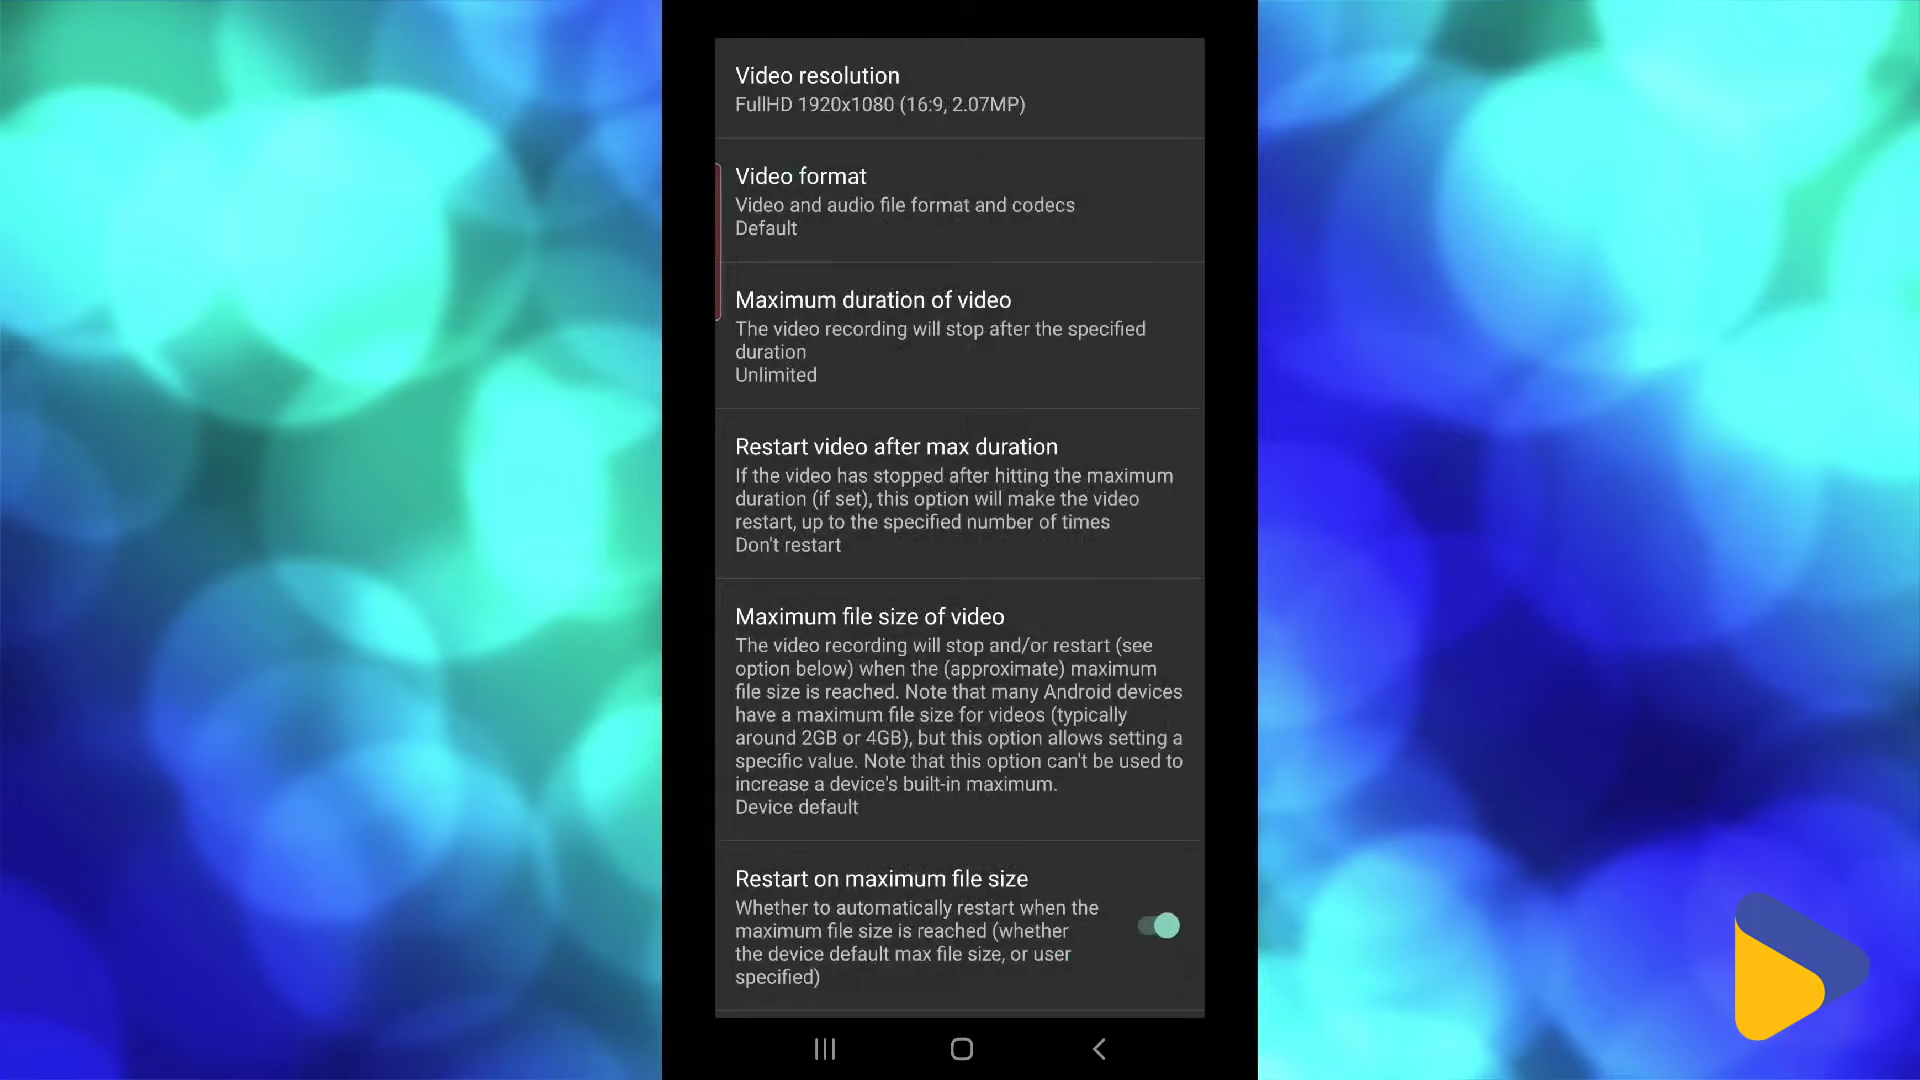 Video resolution
FullHD 1920x1080 (16:9, 2.07MP)
Video format
Video and audio file format and codecs
Default
Maximum duration of video
The video recording will stop after the specified
duration
Unlimited
Restart video after max duration
If the video has stopped after hitting the maximum
duration (if set), this option will make the video
restart, up to the specified number of times
Don't restart
Maximum file size of video
The video recording will stop and/or restart (see
option below) when the (approximate) maximum
file size is reached. Note that many Android devices
have a maximum file size for videos (typically
around 2GB or 4GB), but this option allows setting a
specific value. Note that this option can't be used to
increase a device's built-in maximum.
Device default
Restart on maximum file size
Whether to automatically restart when the
maximum file size is reached (whether
the device default max file size, or user
specified)